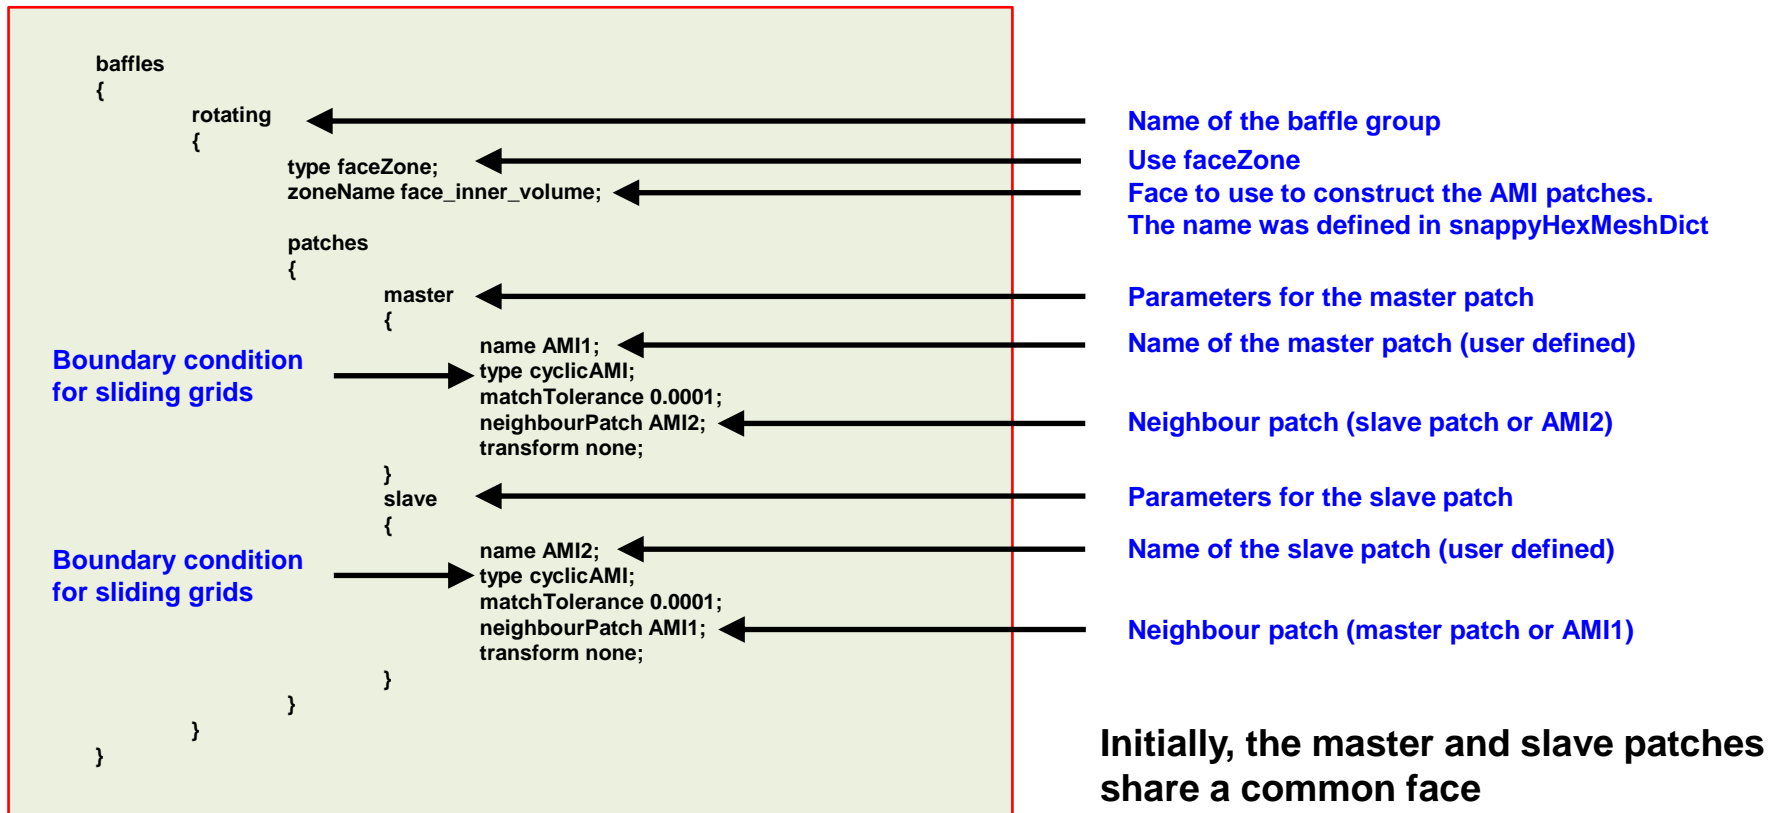 baffles
{
rotating
Name of the baffle group
{
type faceZone;
Use faceZone
zoneName face_inner_volume;
Face to use to construct the AMI patches.
The name was defined in snappyHexMeshDict
patches
{
master
Parameters for the master patch
{
name AMI1;
Name of the master patch (user defined)
Boundary condition
for sliding grids
type cyclicAMI;
matchTolerance 0.0001;
neighbourPatch AMI2;
Neighbour patch (slave patch or AMI2)
transform none;
}
slave
Parameters for the slave patch
{
name AMI2;
Name of the slave patch (user defined)
Boundary condition
for sliding grids
type cyclicAMI;
matchTolerance 0.0001;
neighbourPatch AMI1;
Neighbour patch (master patch or AMI1)
transform none;
}
}
}
}
Initially, the master and slave patches
share a common face